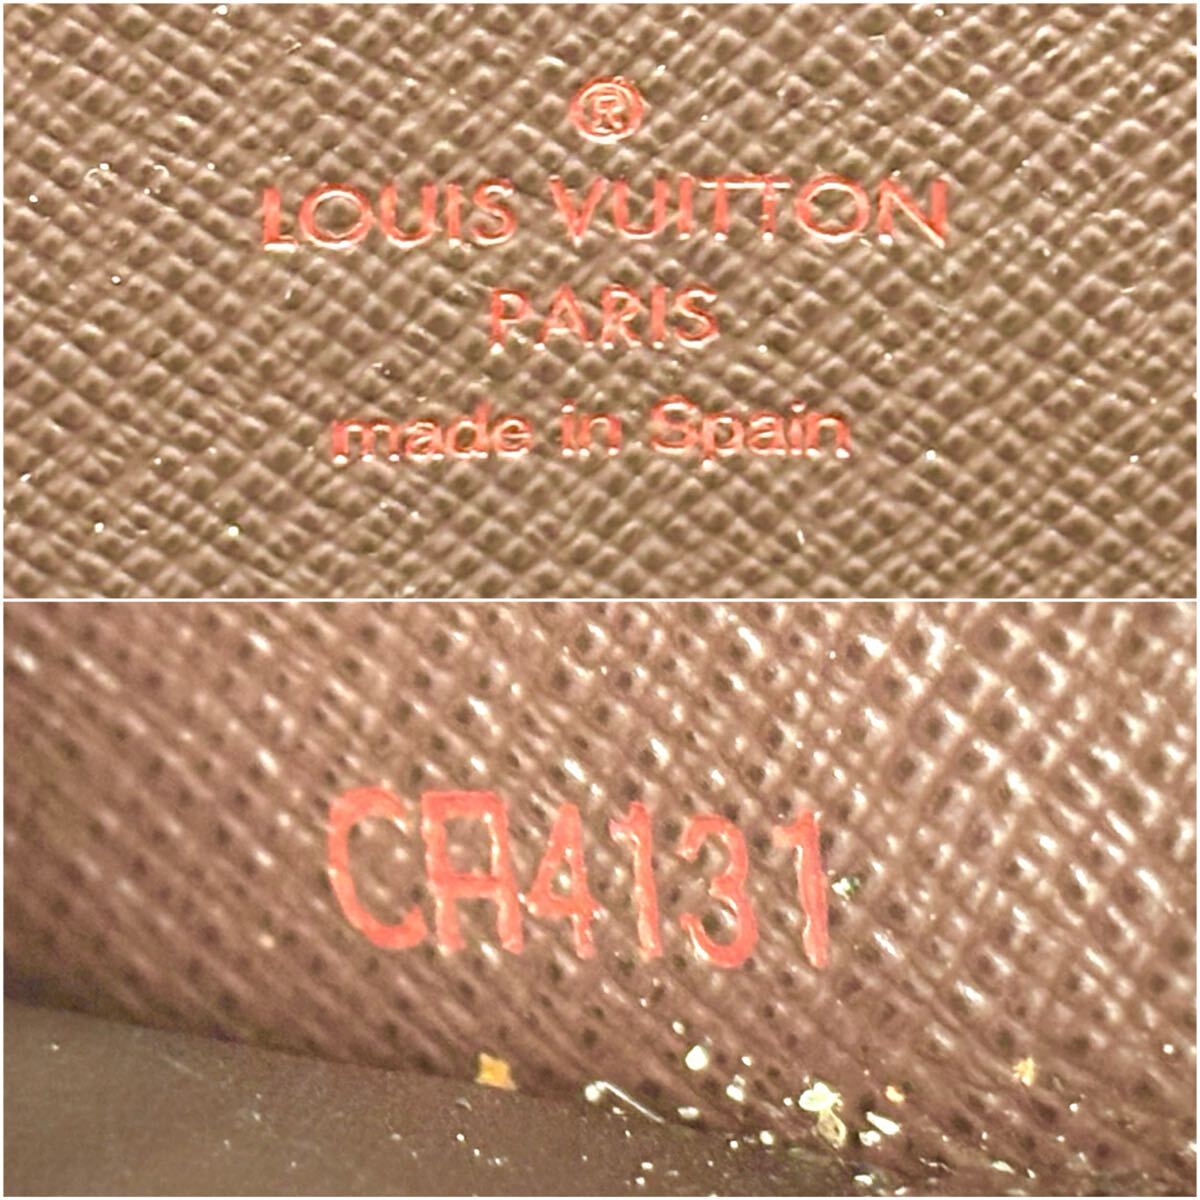 ®
LOUIS VUITTON
PARIS
made in Spain
CA4131